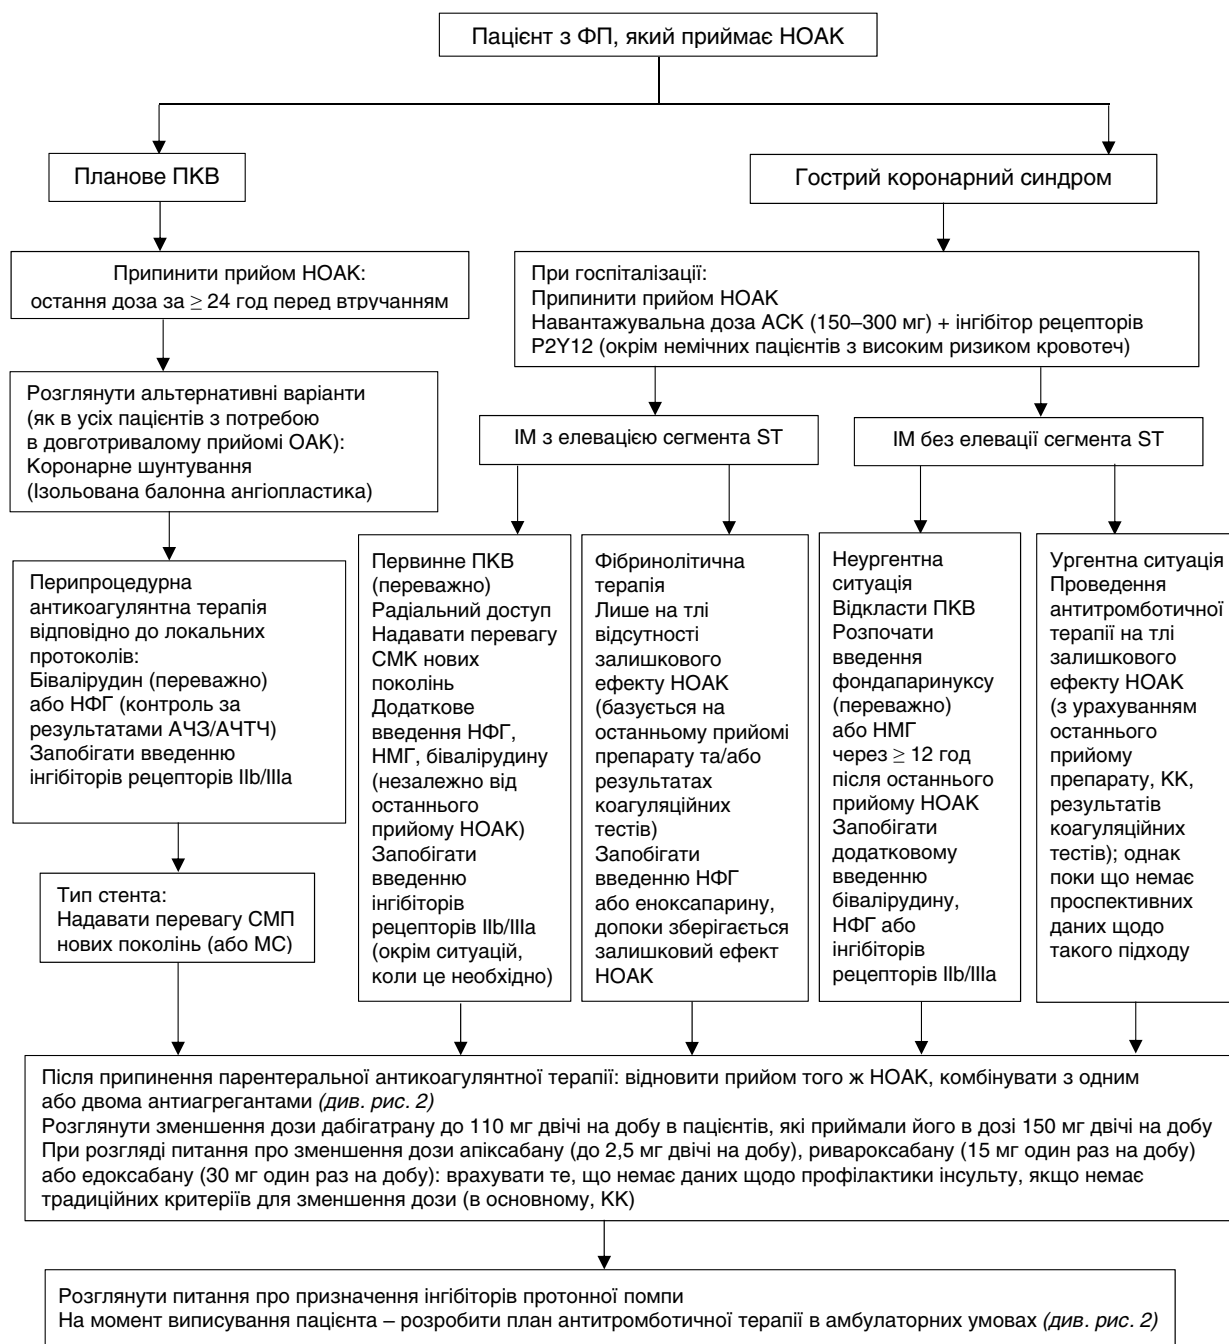 Пацієнт з ФП, який приймає НОАК
Планове ПКВ
Гострий коронарний синдром
Припинити прийом НОАК:
остання доза за ≥ 24 год перед втручанням
При госпіталізації:
Припинити прийом НОАК
Навантажувальна доза АСК (150–300 мг) + інгібітор рецепторів
P2Y12 (окрім немічних пацієнтів з високим ризиком кровотеч)
Розглянути альтернативні варіанти
(як в усіх пацієнтів з потребою
в довготривалому прийомі ОАК):
Коронарне шунтування
(Ізольована балонна ангіопластика)
ІМ з елевацією сегмента ST
ІМ без елевації сегмента ST
Перипроцедурна
антикоагулянтна терапія
відповідно до локальних
протоколів:
Бівалірудин (переважно)
або НФГ (контроль за
результатами АЧЗ/АЧТЧ)
Запобігати введенню
інгібіторів рецепторів IIb/IIIa
Первинне ПКВ
(переважно)
Радіальний доступ
Надавати перевагу
СМК нових
поколінь
Додаткове
введення НФГ,
НМГ, бівалірудину
(незалежно від
останнього
прийому НОАК)
Запобігати
введенню
інгібіторів
рецепторів IIb/IIIa
(окрім ситуацій,
коли це необхідно)
Фібринолітична
терапія
Лише на тлі
відсутності
залишкового
ефекту НОАК
(базується на
останньому прийомі
препарату та/або
результатах
коагуляційних
тестів)
Запобігати
введенню НФГ
або еноксапарину,
допоки зберігається
залишковий ефект
НОАК
Неургентна
ситуація
Відкласти ПКВ
Розпочати
введення
фондапаринуксу
(переважно)
або НМГ
через ≥ 12 год
після останнього
прийому НОАК
Запобігати
додатковому
введенню
бівалірудину,
НФГ або
інгібіторів
рецепторів IIb/IIIa
Ургентна ситуація
Проведення
антитромботичної
терапії на тлі
залишкового
ефекту НОАК
(з урахуванням
останнього
прийому
препарату, КК,
результатів
коагуляційних
тестів); однак
поки що немає
проспективних
даних щодо
такого підходу
Тип стента:
Надавати перевагу СМП
нових поколінь (або МС)
Після припинення парентеральної антикоагулянтної терапії: відновити прийом того ж НОАК, комбінувати з одним
або двома антиагрегантами (див. рис. 2)
Розглянути зменшення дози дабігатрану до 110 мг двічі на добу в пацієнтів, які приймали його в дозі 150 мг двічі на добу
При розгляді питання про зменшення дози апіксабану (до 2,5 мг двічі на добу), ривароксабану (15 мг один раз на добу)
або едоксабану (30 мг один раз на добу): врахувати те, що немає даних щодо профілактики інсульту, якщо немає
традиційних критеріїв для зменшення дози (в основному, КК)
Розглянути питання про призначення інгібіторів протонної помпи
На момент виписування пацієнта – розробити план антитромботичної терапії в амбулаторних умовах (див. рис. 2)